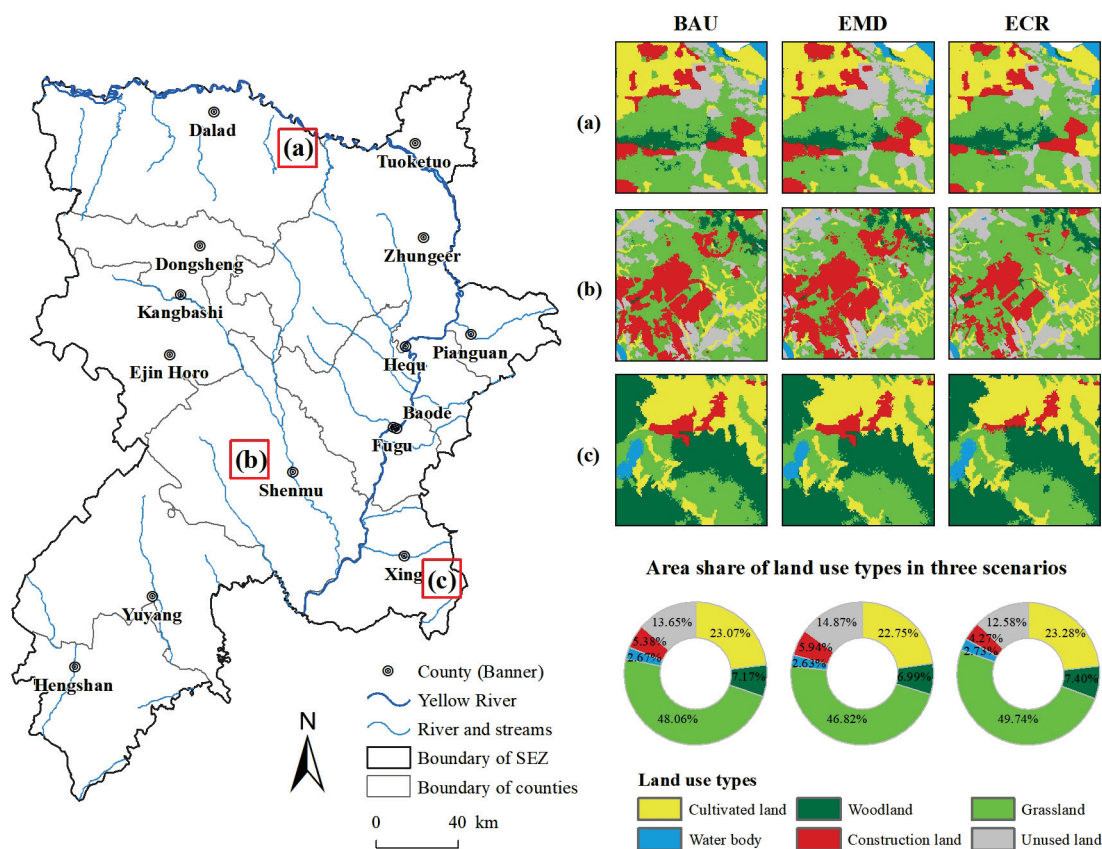 Dalad
(a)
Tuoketuo
Dongsheng
Zhungeer
Kangbashi
Pianguan
Hequ
Ejin Horo
Baode
Fugu
(b)
Shenmu
Xing
(c)
Yuyang
Hengshan
N
County (Banner)
Yellow River
River and streams
Boundary of SEZ
Boundary of counties
0 40 km
BAU EMD ECR
(a)
(b)
(c)
Area share of land use types in three scenarios
13.65%
23.07%
5.38%
2.67%
7.17%
48.06%
14.87%
22.75%
5.94%
2.63%
6.99%
46.82%
12.58%
23.28%
4.27%
2.73%
7.40%
49.74%
Land use types
Cultivated land Woodland Grassland
Water body Construction land Unused land